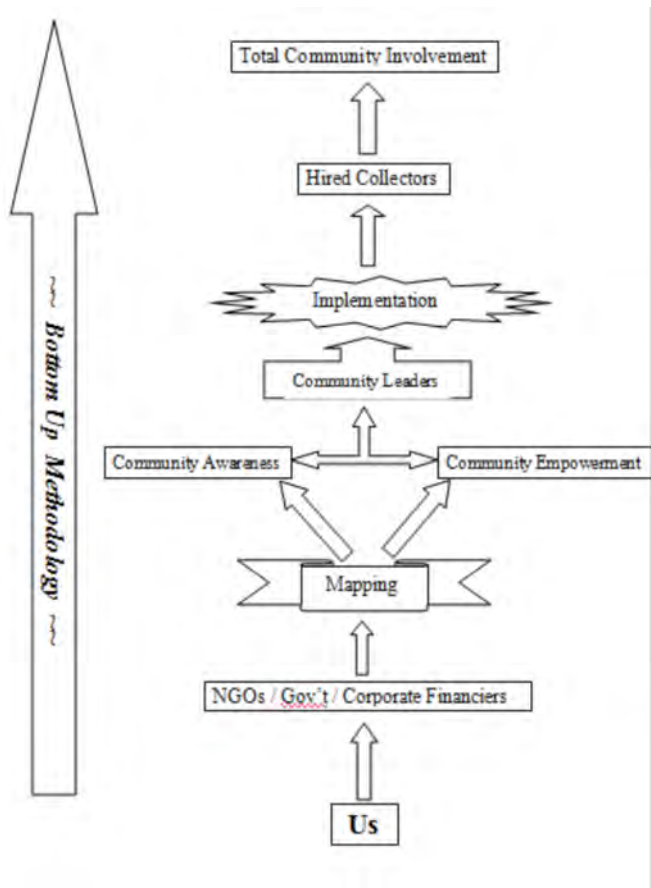 Total Community Involvement
Hired Collectors
Implementation
Community Leaders
Community Awareness
Community Empowerment
Mapping
NGOs / Gov't / Corporate Financiers
Us
~~ Bottom Up Methodology ~~